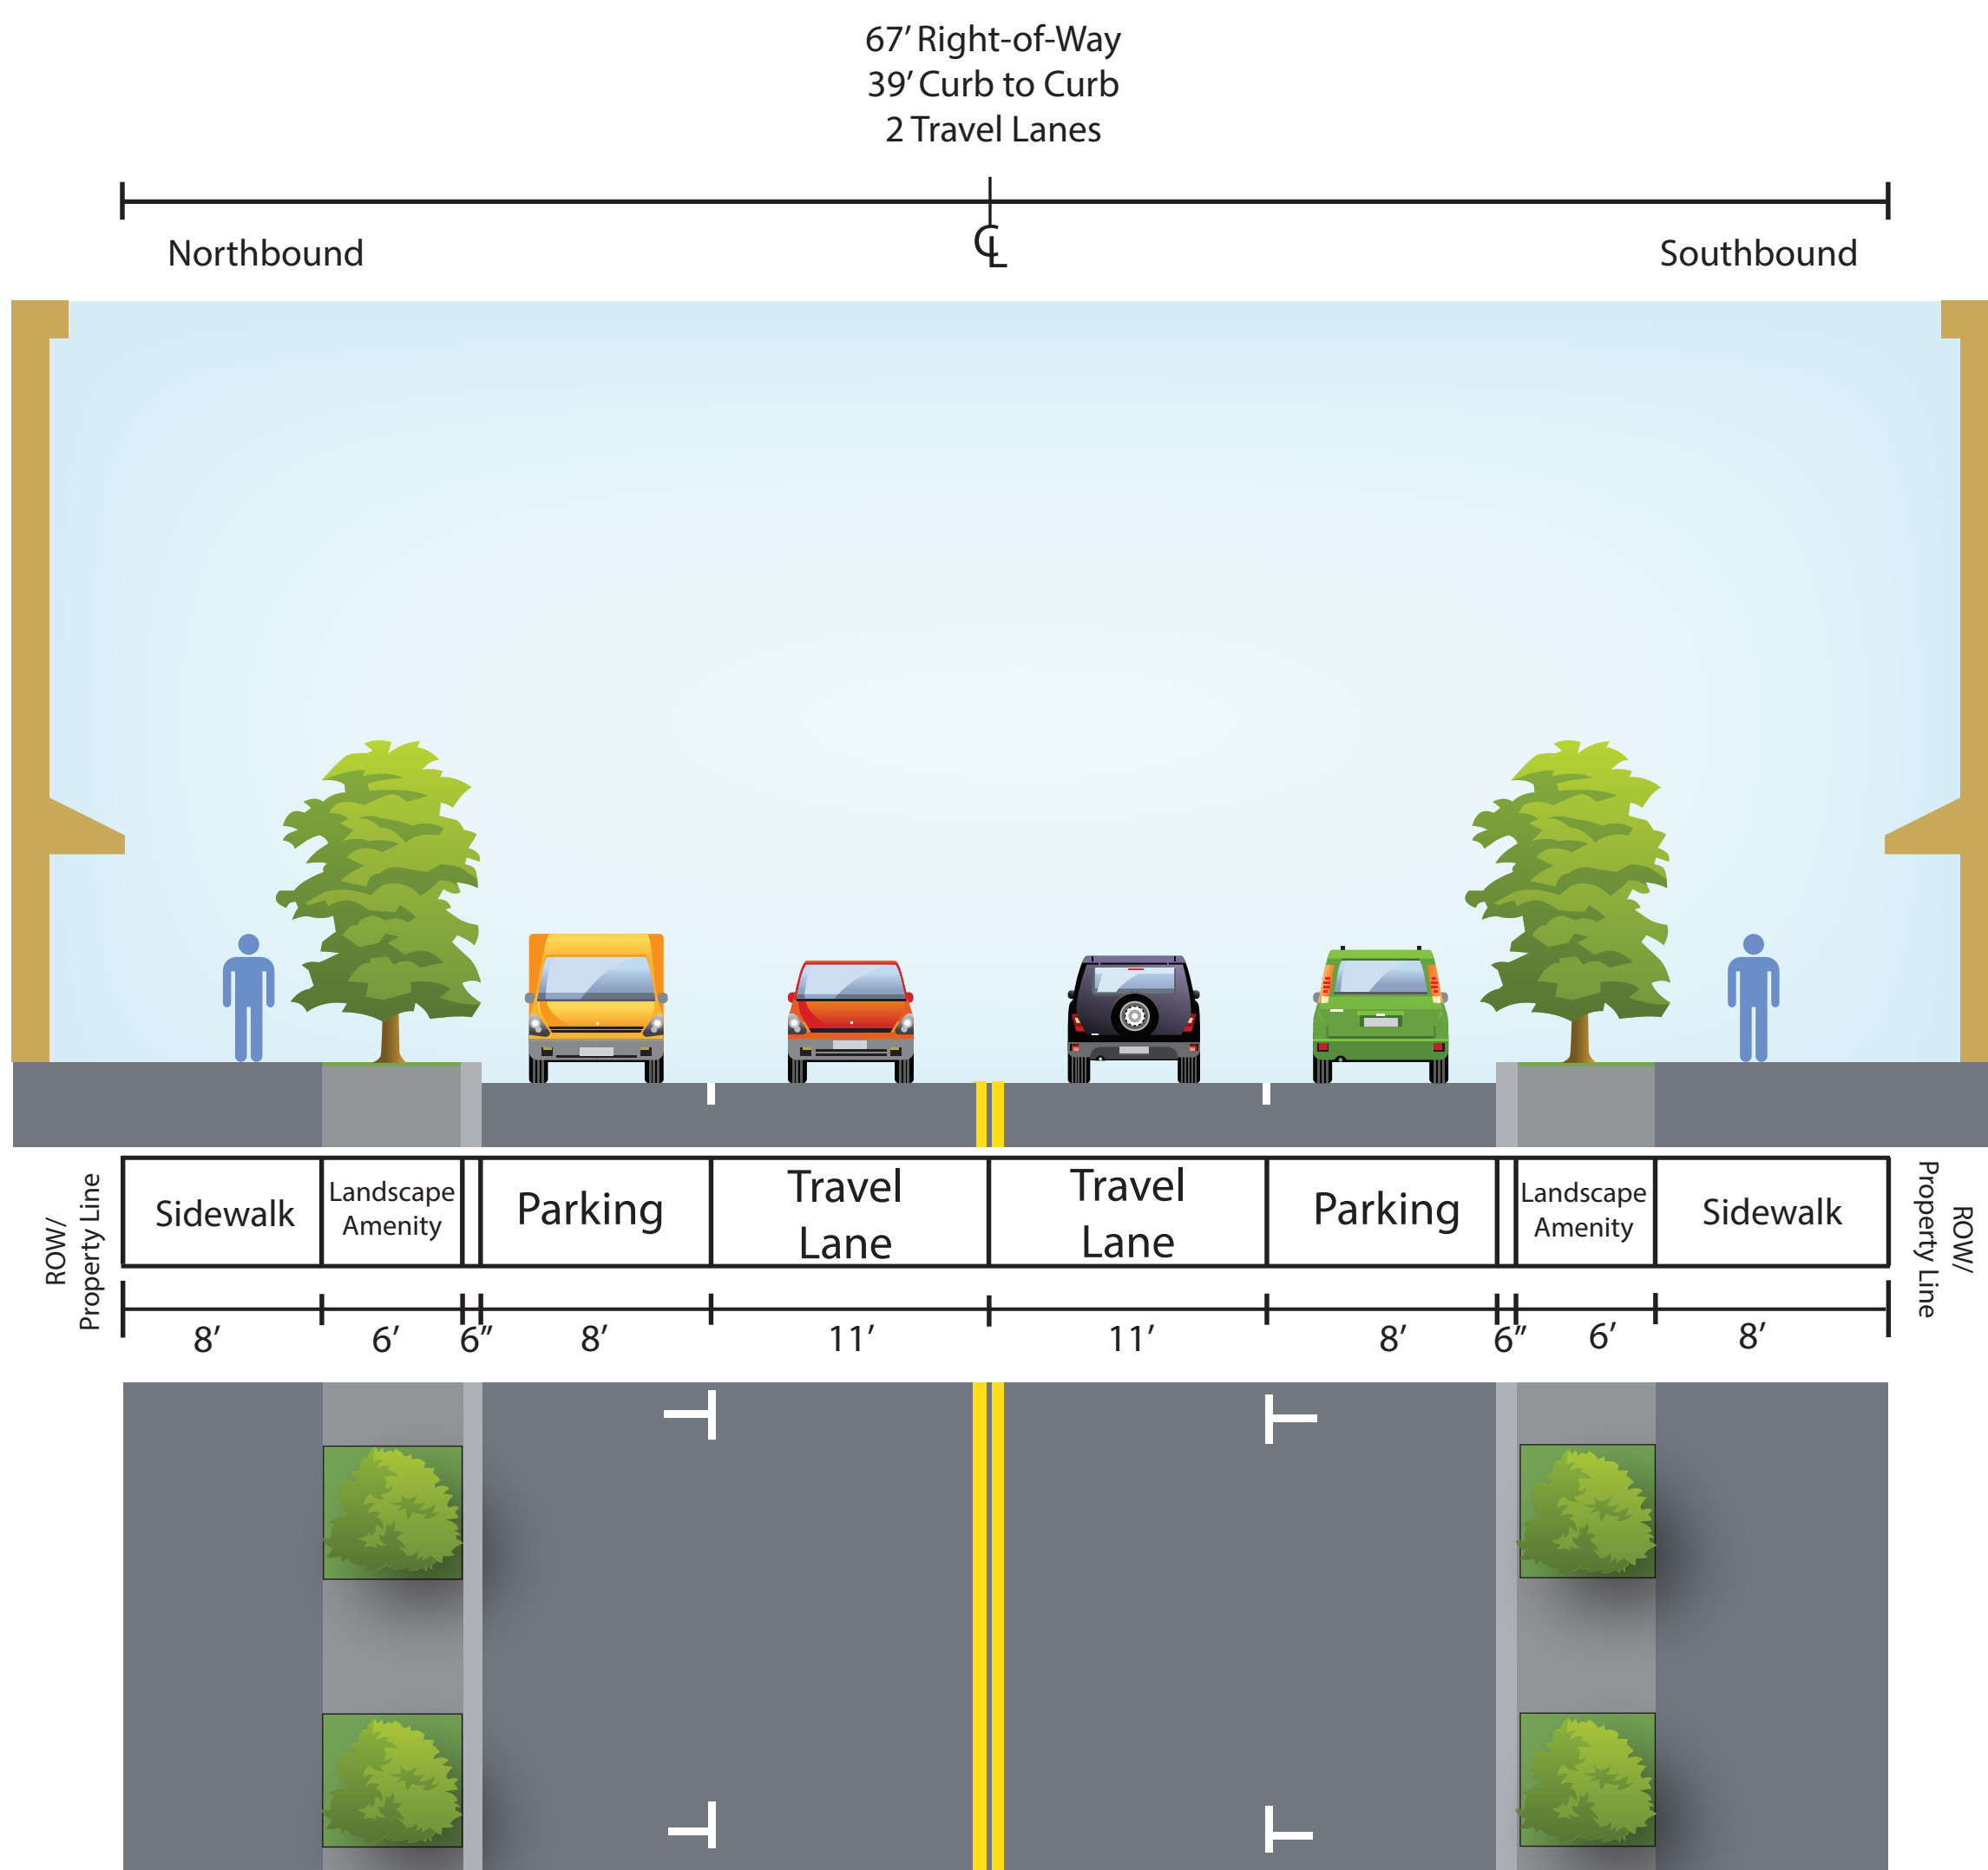 67’ Right-of-Way
39’ Curb to Curb
2 Travel Lanes
Northbound
CL
Southbound
ROW/
Property Line
Sidewalk
Landscape
Amenity
Parking
Travel
Lane
Travel
Lane
Parking
Landscape
Amenity
Sidewalk
ROW/
Property Line
8’ 6’ 6” 8’ 11’ 11’ 8’ 6” 6’ 8’